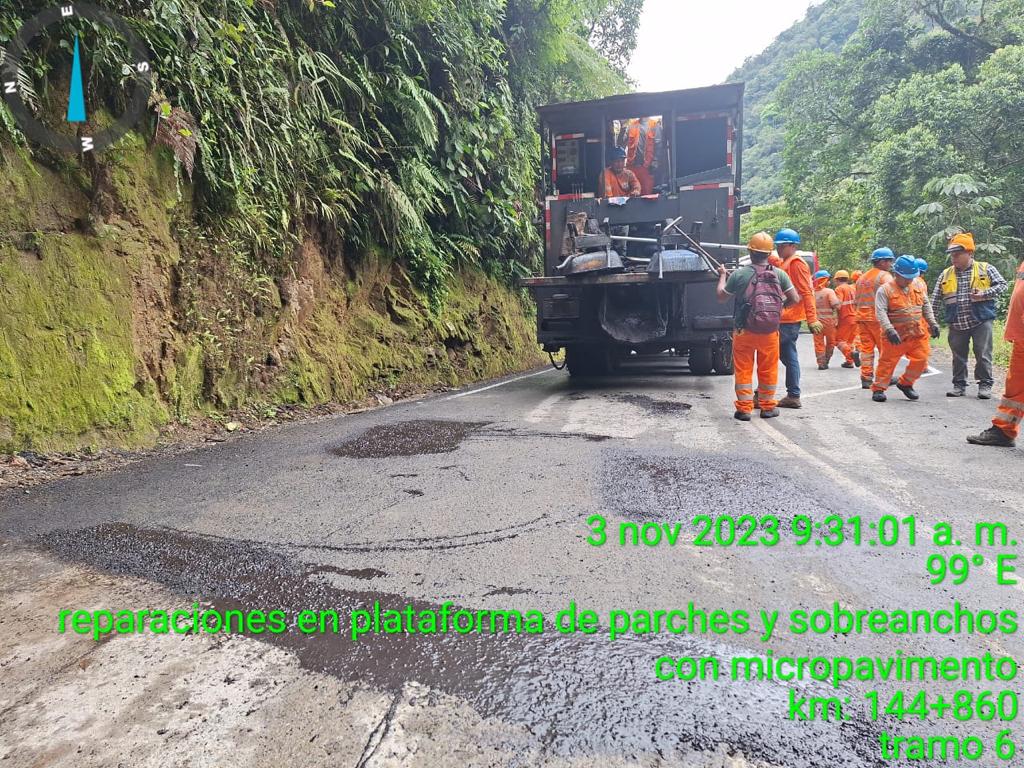 E
N
S
W
3 nov 2023 9:31:01 a. m.
99° E
reparaciones en plataforma de parches y sobreanchos
con micropavimento
km: 144+860
tramo 6